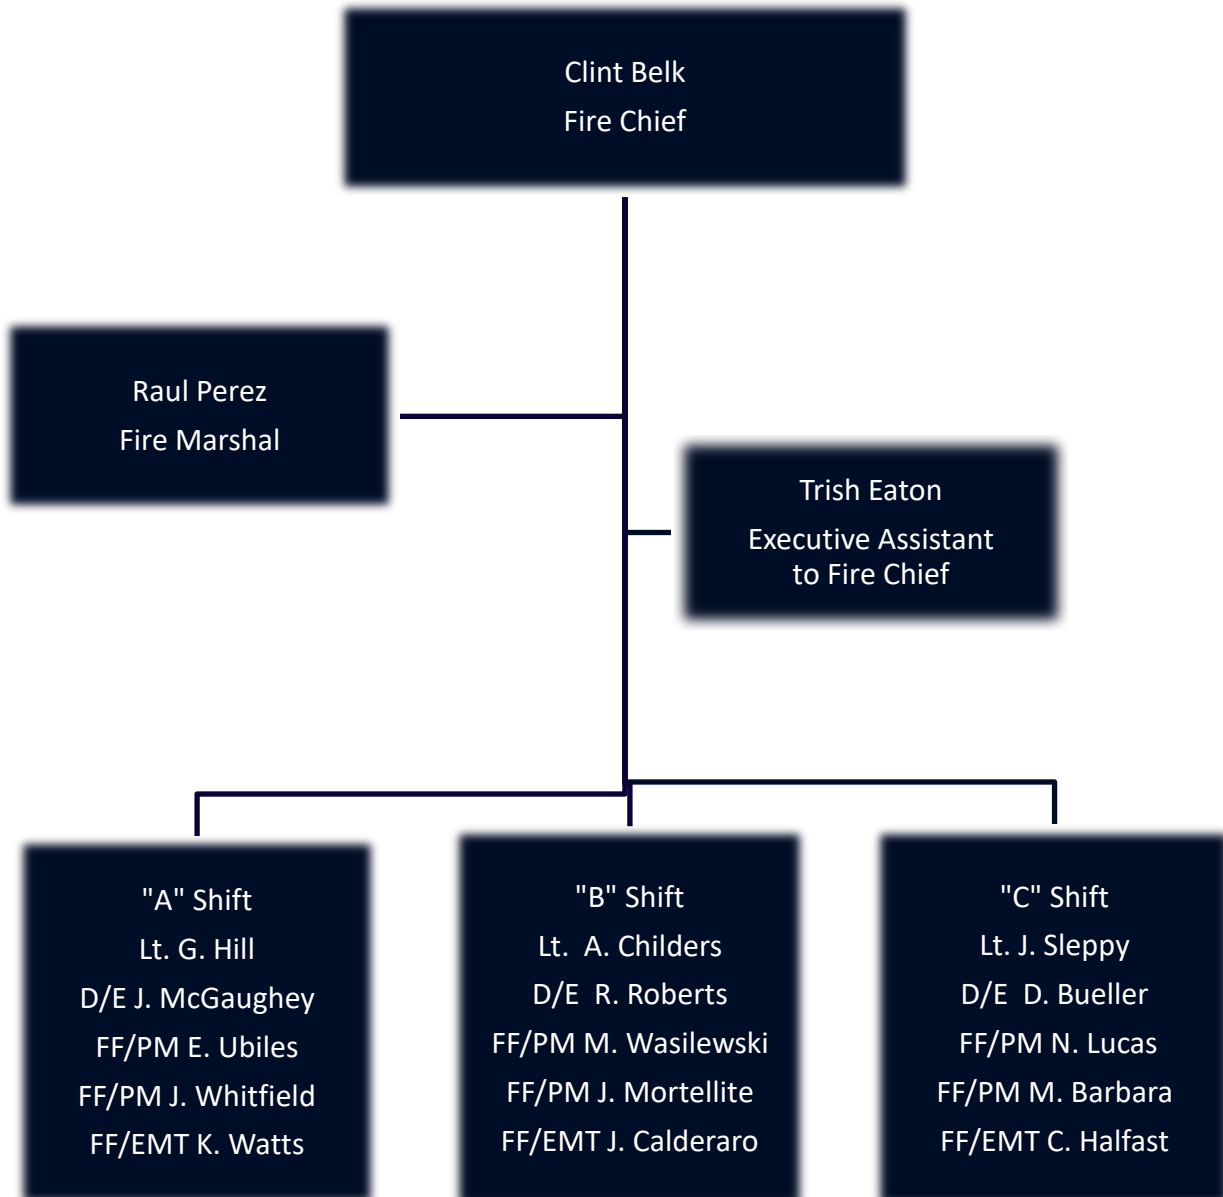 Clint Belk
Fire Chief
Raul Perez
Fire Marshal
Trish Eaton
Executive Assistant
to Fire Chief
"A" Shift
Lt. G. Hill
D/E J. McGaughey
FF/PM E. Ubiles
FF/PM J. Whitfield
FF/EMT K. Watts
"B" Shift
Lt.  A. Childers
D/E  R. Roberts
FF/PM M. Wasilewski
FF/PM J. Mortellite
FF/EMT J. Calderaro
"C" Shift
Lt. J. Sleppy
D/E  D. Bueller
FF/PM N. Lucas
FF/PM M. Barbara
FF/EMT C. Halfast